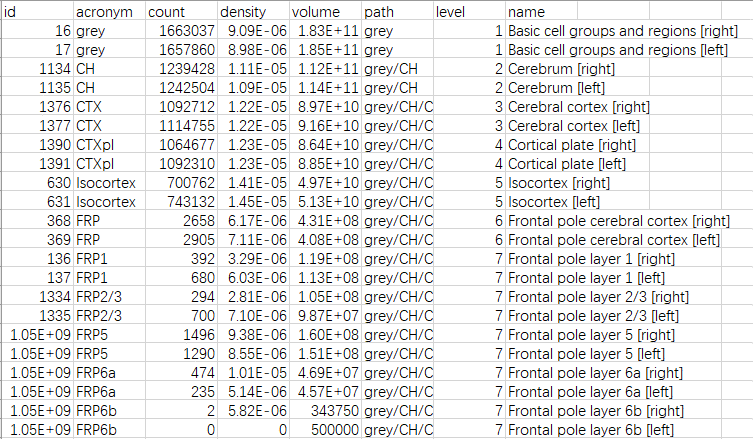 id acronym count density volume path level name
16 grey 1663037 9.09E-06 1.83E+11 grey 1 Basic cell groups and regions [right]
17 grey 1657860 8.98E-06 1.85E+11 grey 1 Basic cell groups and regions [left]
1134 CH 1239428 1.11E-05 1.12E+11 grey/CH 2 Cerebrum [right]
1135 CH 1242504 1.09E-05 1.14E+11 grey/CH 2 Cerebrum [left]
1376 CTX 1092712 1.22E-05 8.97E+10 grey/CH/C 3 Cerebral cortex [right]
1377 CTX 1114755 1.22E-05 9.16E+10 grey/CH/C 3 Cerebral cortex [left]
1390 CTXpl 1064677 1.23E-05 8.64E+10 grey/CH/C 4 Cortical plate [right]
1391 CTXpl 1092310 1.23E-05 8.85E+10 grey/CH/C 4 Cortical plate [left]
630 Isocortex 700762 1.41E-05 4.97E+10 grey/CH/C 5 Isocortex [right]
631 Isocortex 743132 1.45E-05 5.13E+10 grey/CH/C 5 Isocortex [left]
368 FRP 2658 6.17E-06 4.31E+08 grey/CH/C 6 Frontal pole cerebral cortex [right]
369 FRP 2905 7.11E-06 4.08E+08 grey/CH/C 6 Frontal pole cerebral cortex [left]
136 FRP1 392 3.29E-06 1.19E+08 grey/CH/C 7 Frontal pole layer 1 [right]
137 FRP1 680 6.03E-06 1.13E+08 grey/CH/C 7 Frontal pole layer 1 [left]
1334 FRP2/3 294 2.81E-06 1.05E+08 grey/CH/C 7 Frontal pole layer 2/3 [right]
1335 FRP2/3 700 7.10E-06 9.87E+07 grey/CH/C 7 Frontal pole layer 2/3 [left]
1.05E+09 FRP5 1496 9.38E-06 1.60E+08 grey/CH/C 7 Frontal pole layer 5 [right]
1.05E+09 FRP5 1290 8.55E-06 1.51E+08 grey/CH/C 7 Frontal pole layer 5 [left]
1.05E+09 FRP6a 474 1.01E-05 4.69E+07 grey/CH/C 7 Frontal pole layer 6a [right]
1.05E+09 FRP6a 235 5.14E-06 4.57E+07 grey/CH/C 7 Frontal pole layer 6a [left]
1.05E+09 FRP6b 2 5.82E-06 343750 grey/CH/C 7 Frontal pole layer 6b [right]
1.05E+09 FRP6b 0 0 500000 grey/CH/C 7 Frontal pole layer 6b [left]